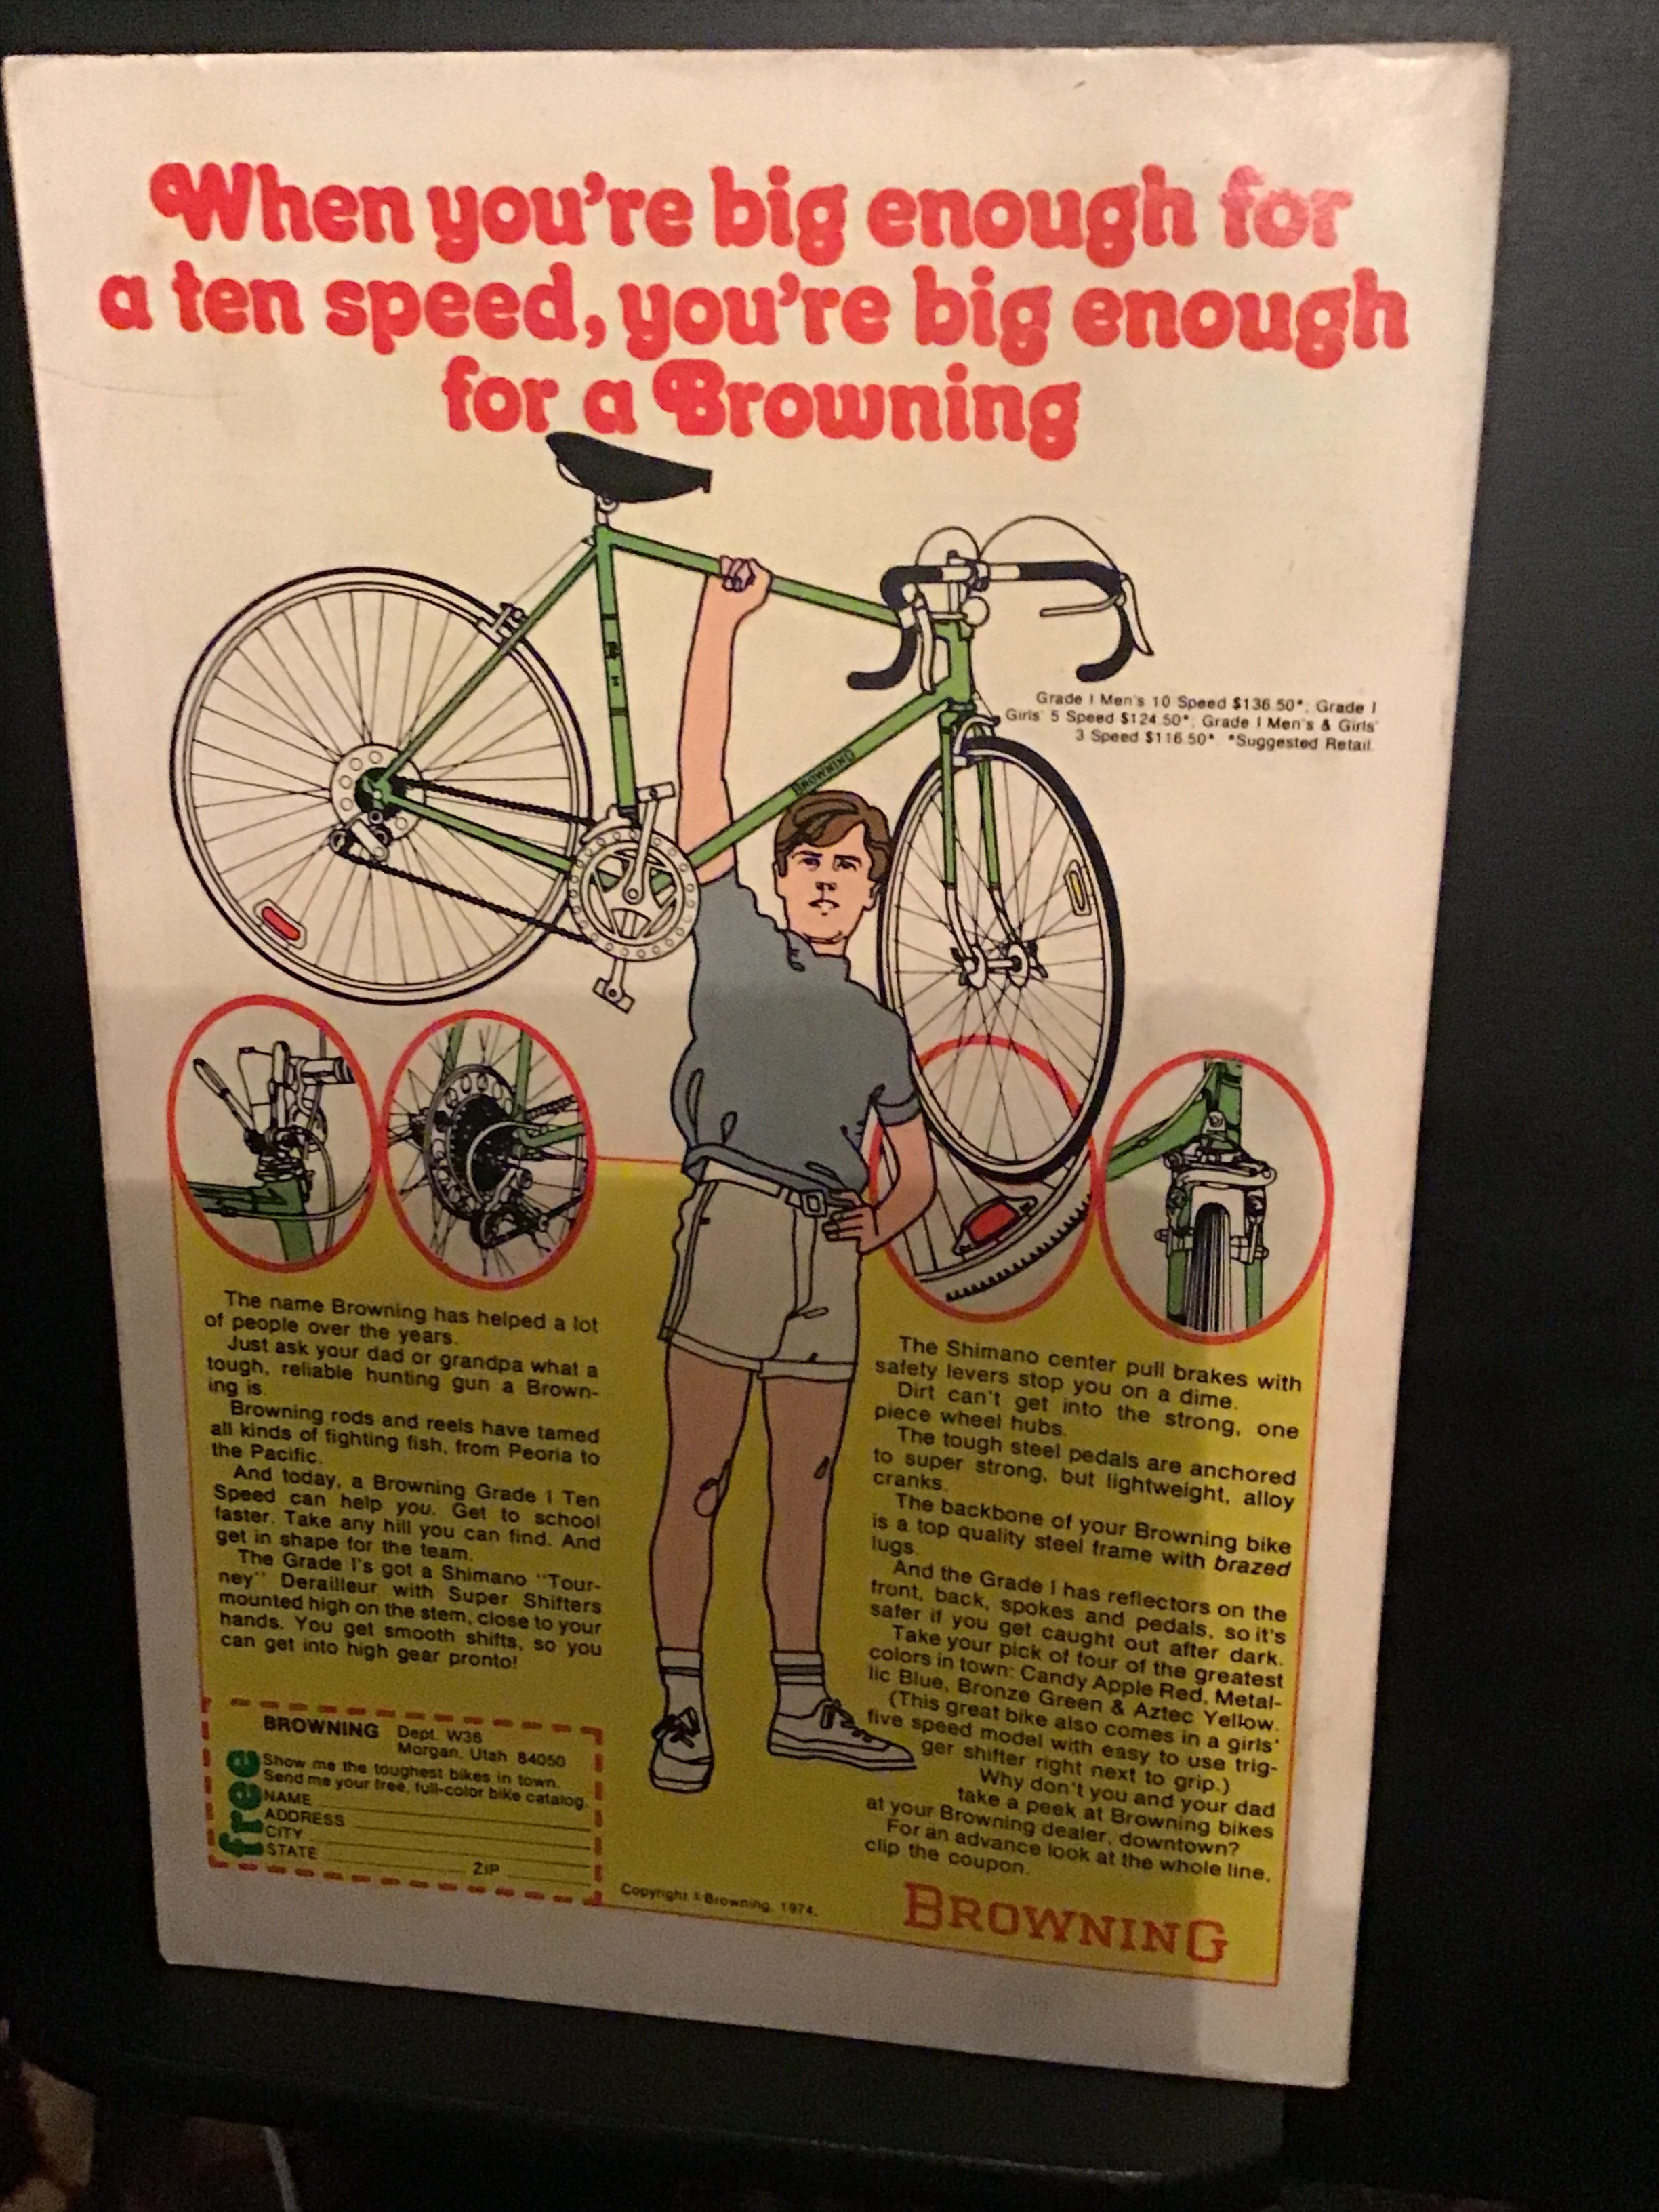 When you're big enough for
a ten speed, you're big enough
for a Browning
Grade I Men's 10 Speed $136.50*; Grade I
Girls' 5 Speed $124.50*; Grade I Men's & Girls'
3 Speed $116.50*. *Suggested Retail.
BROWNING
The name Browning has helped a lot
of people over the years.
Just ask your dad or grandpa what a
tough, reliable hunting gun a Brown-
ing is.
Browning rods and reels have tamed
all kinds of fighting fish, from Peoria to
the Pacific.
And today, a Browning Grade I Ten
Speed can help you. Get to school
faster. Take any hill you can find. And
get in shape for the team.
The Grade I's got a Shimano "Tour-
ney" Derailleur with Super Shifters
mounted high on the stem, close to your
hands. You get smooth shifts, so you
can get into high gear pronto!
The Shimano center pull brakes with
safety levers stop you on a dime.
Dirt can't get into the strong, one
piece wheel hubs.
The tough steel pedals are anchored
to super strong, but lightweight, alloy
cranks.
The backbone of your Browning bike
is a top quality steel frame with brazed
lugs.
And the Grade I has reflectors on the
front, back, spokes and pedals, so it's
safer if you get caught out after dark.
Take your pick of four of the greatest
colors in town: Candy Apple Red, Metal-
lic Blue, Bronze Green & Aztec Yellow.
(This great bike also comes in a girls'
five speed model with easy to use trig-
ger shifter right next to grip.)
Why don't you and your dad
take a peek at Browning bikes
at your Browning dealer, downtown?
For an advance look at the whole line,
clip the coupon.
free
BROWNING Dept. W36
Morgan, Utah 84050
Show me the toughest bikes in town.
Send me your free, full-color bike catalog.
NAME
ADDRESS
CITY
STATE ZIP
Copyright © Browning, 1974.
BROWNING